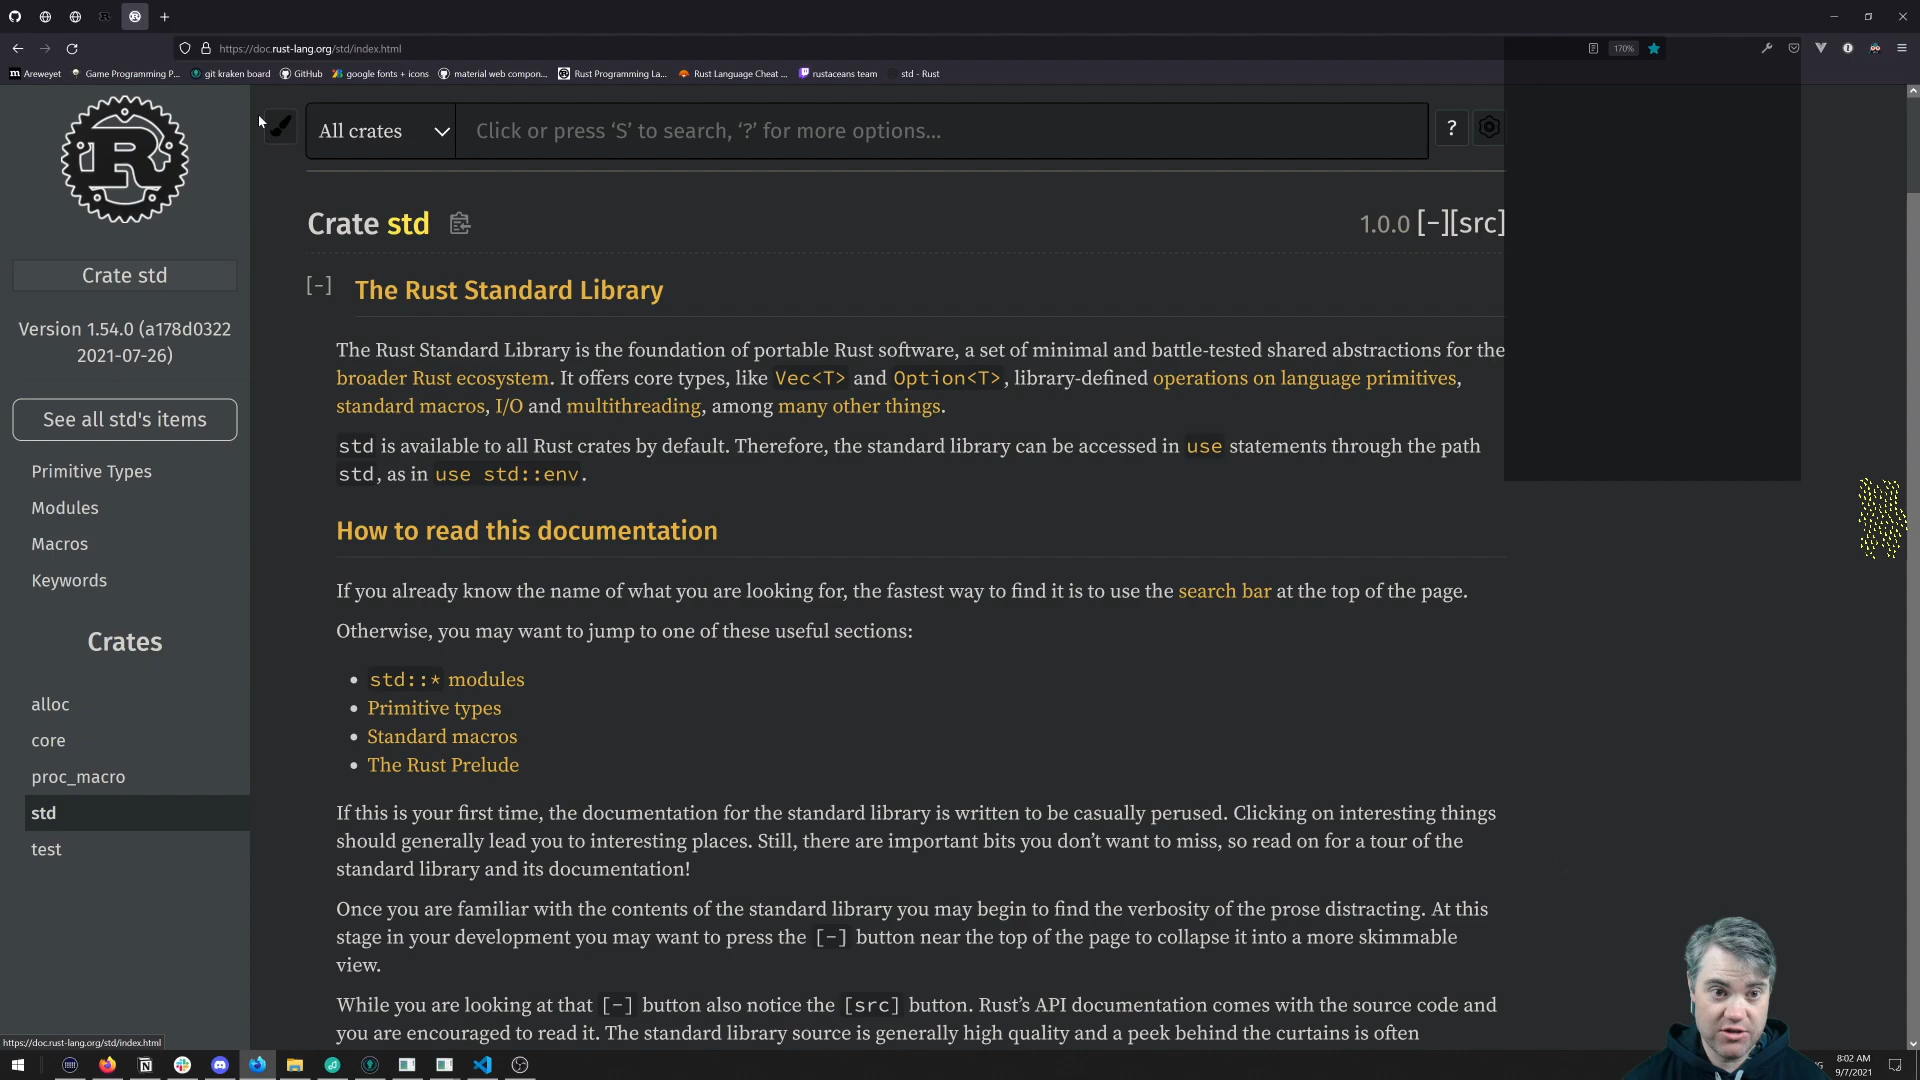 https://doc.rust-lang.org/std/index.html
170%
Areweyet
Game Programming P...
git kraken board
GitHub
google fonts + icons
material web compon...
Rust Programming La...
Rust Language Cheat ...
rustaceans team
std - Rust
R
All crates
Click or press ‘S’ to search, ‘?’ for more options...
?
Crate std
1.0.0 [-][src]
Crate std
[-]
The Rust Standard Library
Version 1.54.0 (a178d0322
2021-07-26)
The Rust Standard Library is the foundation of portable Rust software, a set of minimal and battle-tested shared abstractions for the
broader Rust ecosystem. It offers core types, like Vec<T> and Option<T>, library-defined operations on language primitives,
standard macros, I/O and multithreading, among many other things.
See all std's items
std is available to all Rust crates by default. Therefore, the standard library can be accessed in use statements through the path
std, as in use std::env.
Primitive Types
Modules
Macros
Keywords
How to read this documentation
If you already know the name of what you are looking for, the fastest way to find it is to use the search bar at the top of the page.
Otherwise, you may want to jump to one of these useful sections:
Crates
alloc
core
proc_macro
std
test
• std::* modules
• Primitive types
• Standard macros
• The Rust Prelude
If this is your first time, the documentation for the standard library is written to be casually perused. Clicking on interesting things
should generally lead you to interesting places. Still, there are important bits you don’t want to miss, so read on for a tour of the
standard library and its documentation!
Once you are familiar with the contents of the standard library you may begin to find the verbosity of the prose distracting. At this
stage in your development you may want to press the [-] button near the top of the page to collapse it into a more skimmable
view.
While you are looking at that [-] button also notice the [src] button. Rust’s API documentation comes with the source code and
you are encouraged to read it. The standard library source is generally high quality and a peek behind the curtains is often
https://doc.rust-lang.org/std/index.html
8:02 AM
9/7/2021